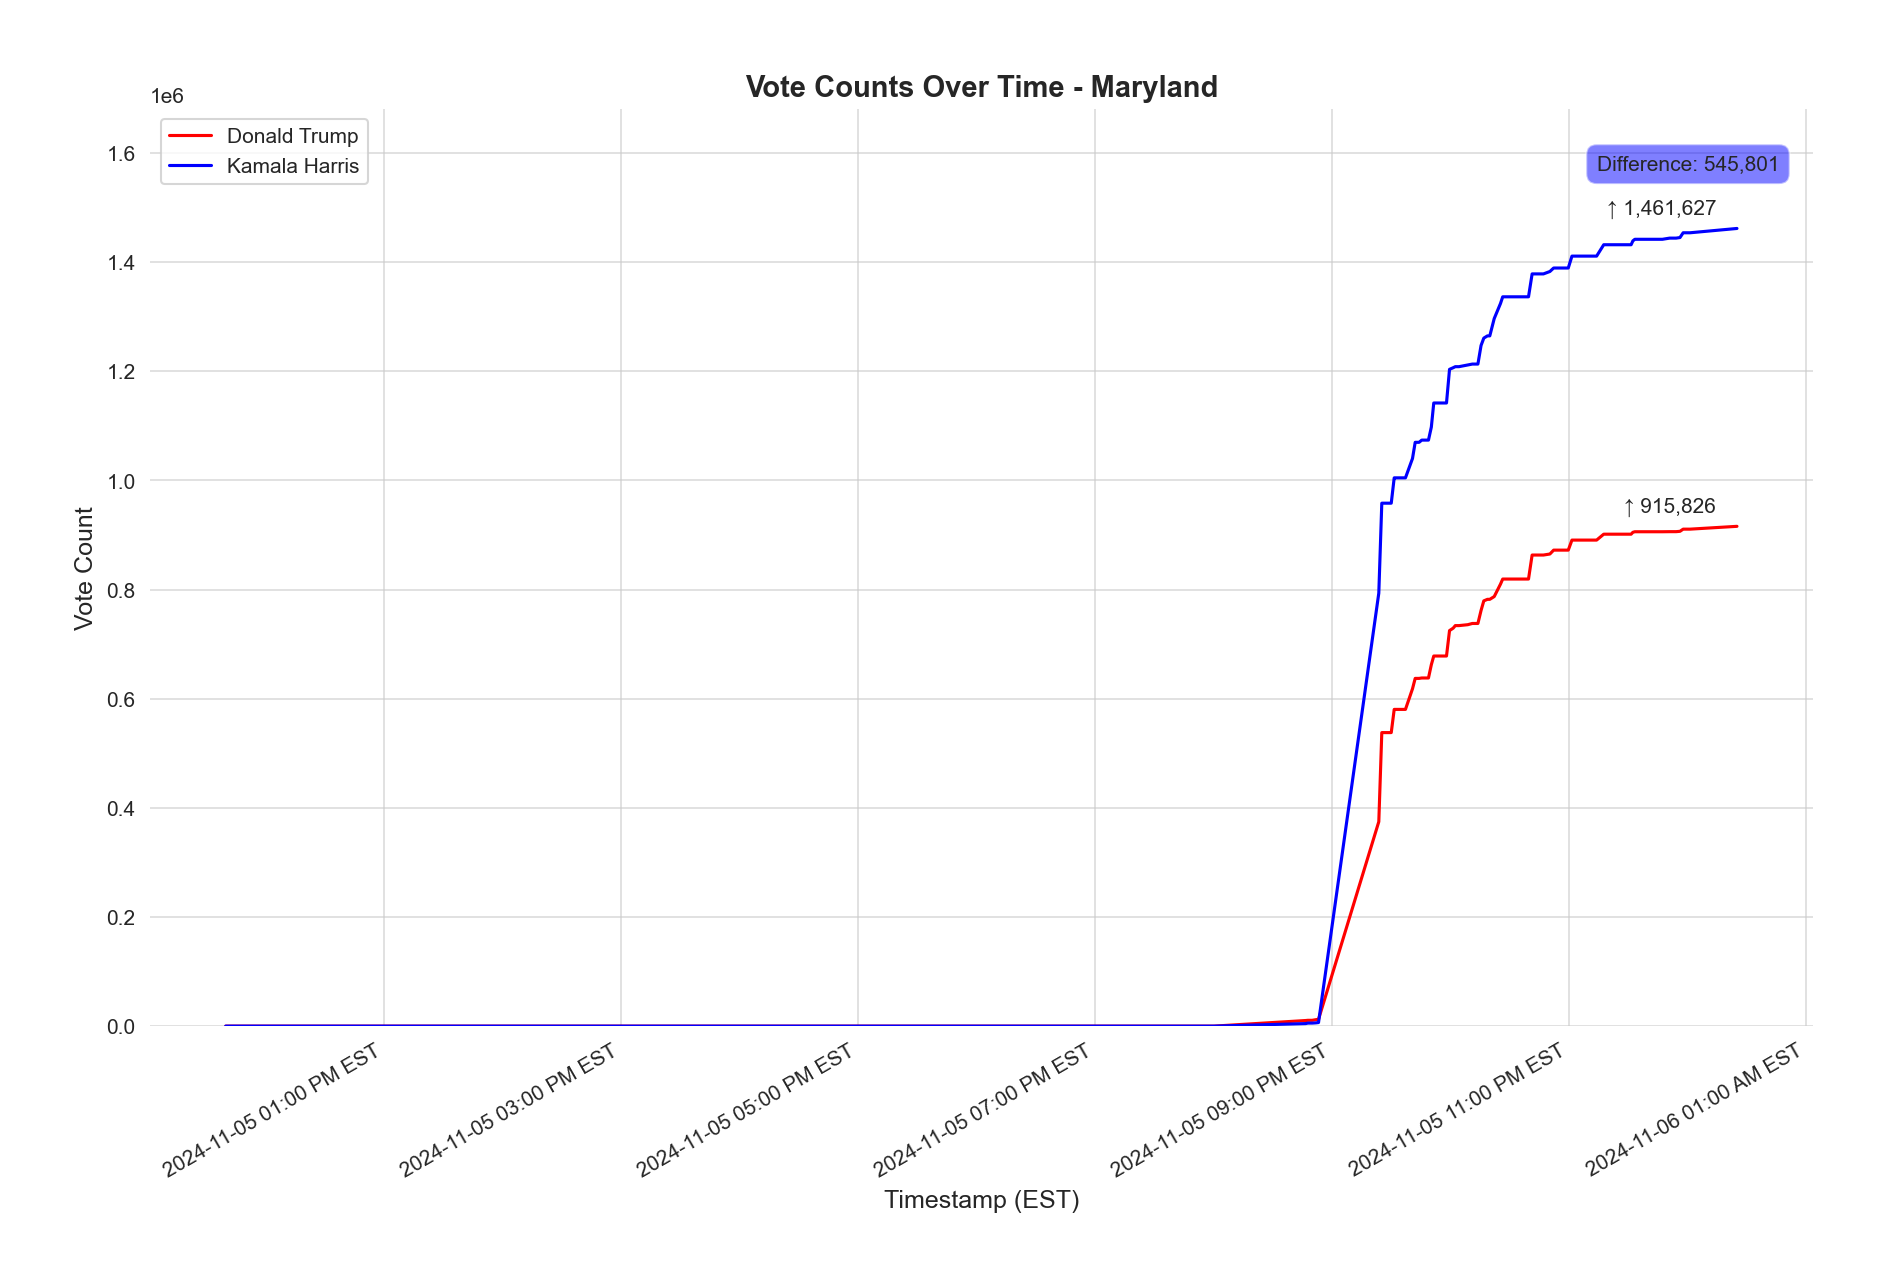 Vote Counts Over Time - Maryland
1e6
Donald Trump
Kamala Harris
Difference: 545,801
↑ 1,461,627
↑ 915,826
1.6
1.4
1.2
1.0
0.8
0.6
0.4
0.2
0.0
Vote Count
2024-11-05 01:00 PM EST
2024-11-05 03:00 PM EST
2024-11-05 05:00 PM EST
2024-11-05 07:00 PM EST
2024-11-05 09:00 PM EST
2024-11-05 11:00 PM EST
2024-11-06 01:00 AM EST
Timestamp (EST)